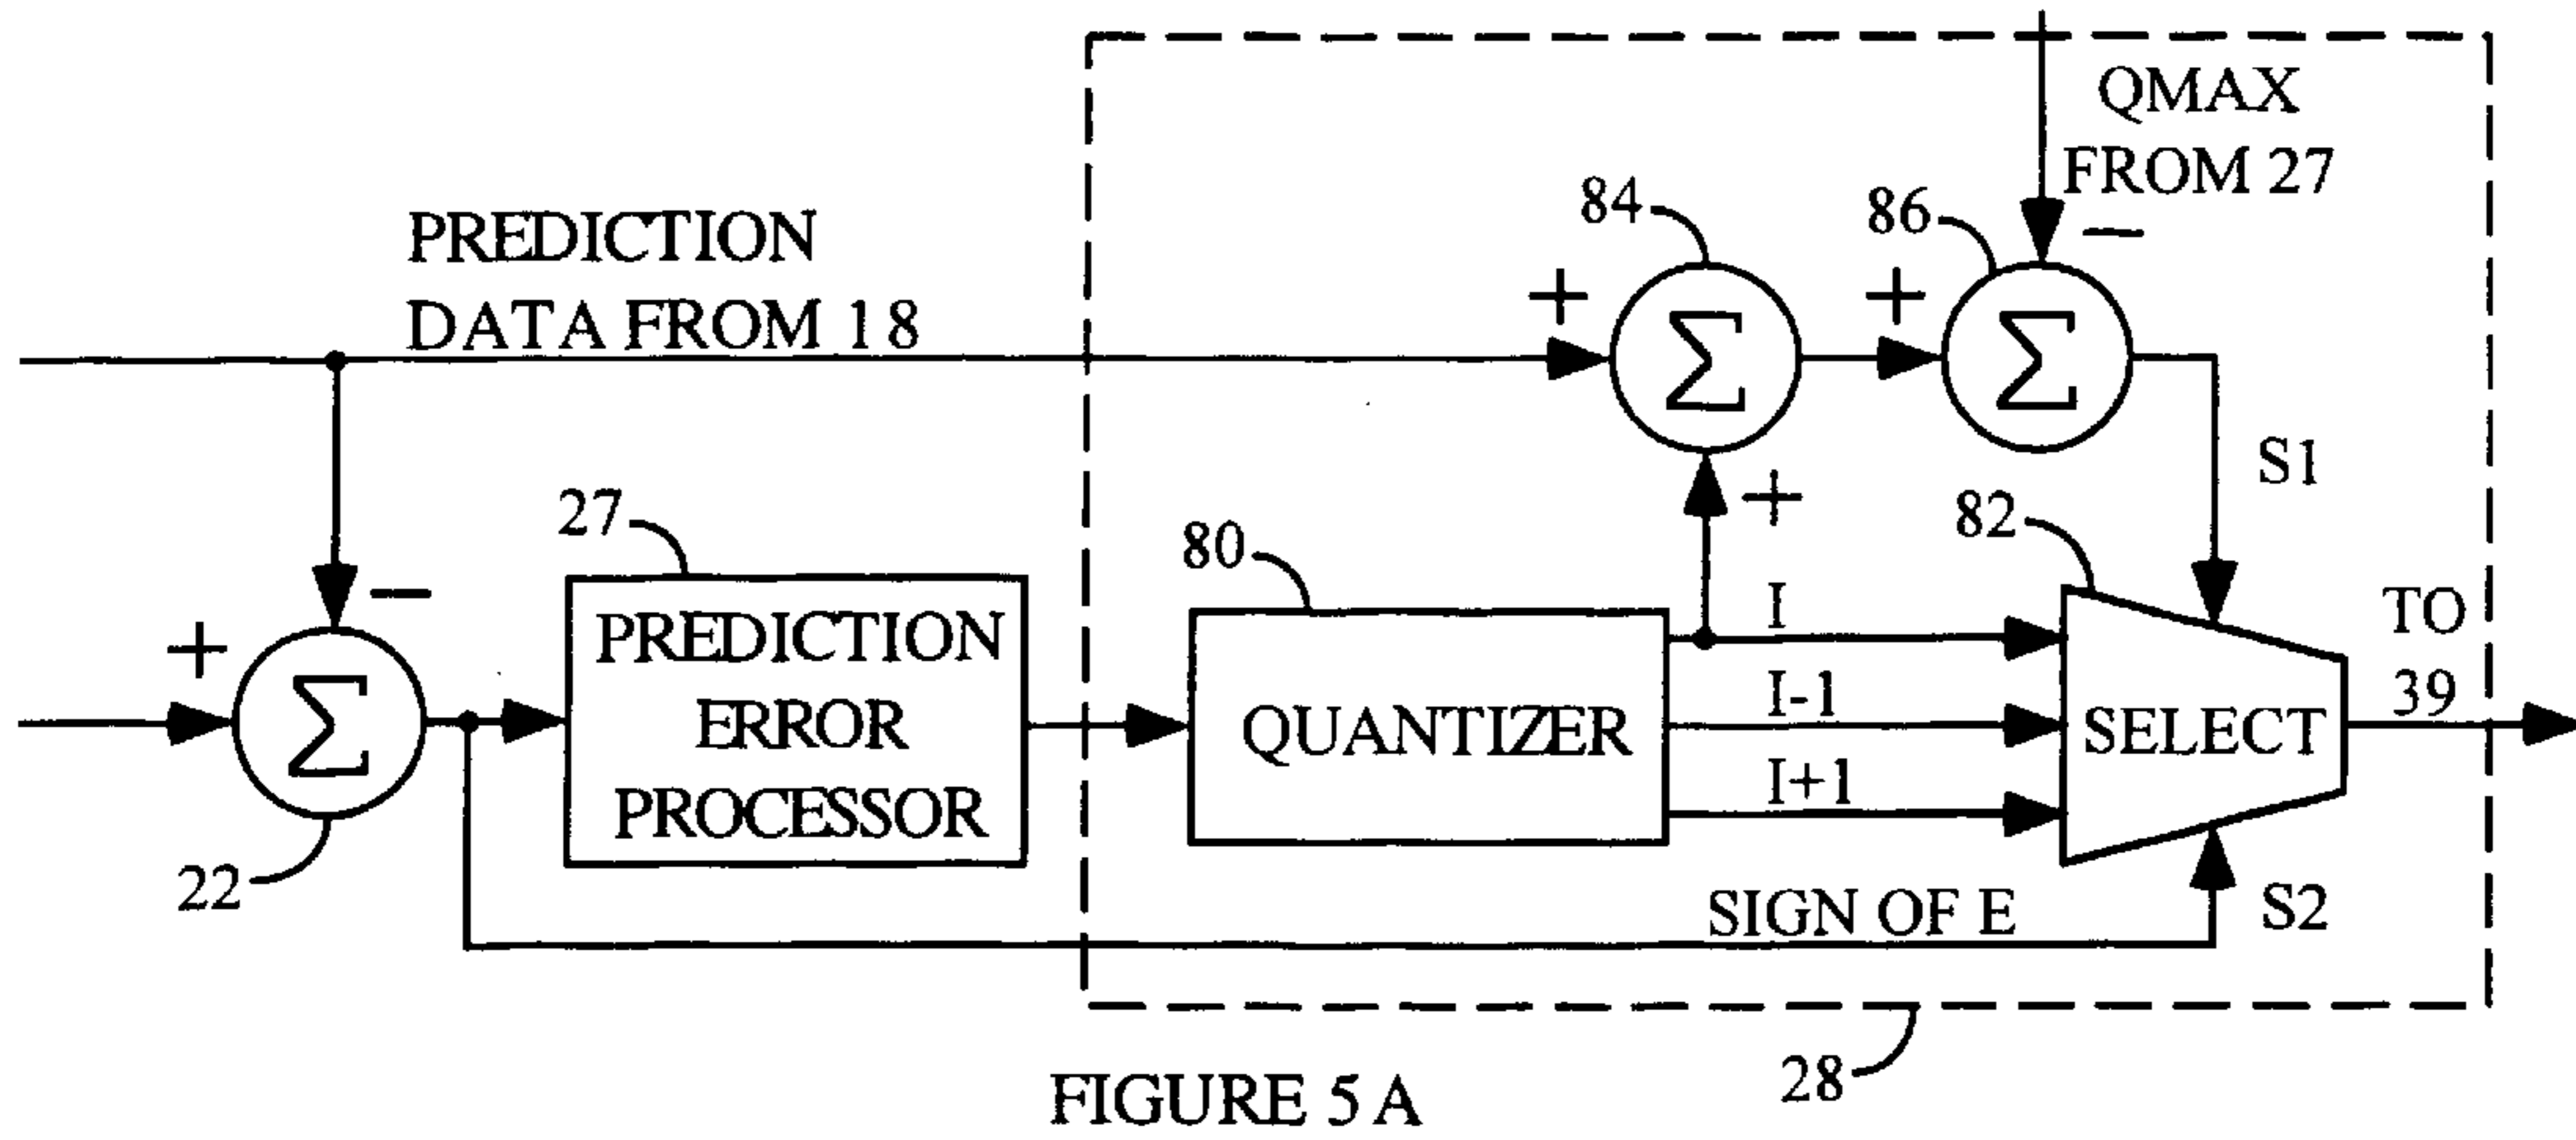 QMAX
FROM 27
84
86
+
+
−
PREDICTION
DATA FROM 18
Σ
Σ
S1
+
−
27
80
82
I
TO
39
+
PREDICTION
ERROR
PROCESSOR
QUANTIZER
I-1
SELECT
Σ
I+1
22
SIGN OF E
S2
28
FIGURE 5A